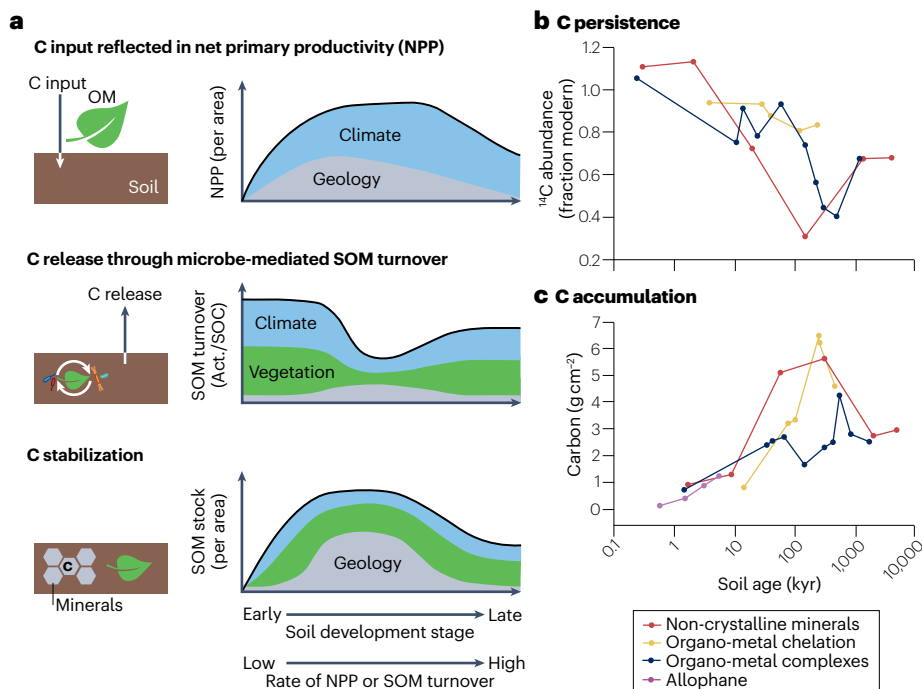 a
C input reflected in net primary productivity (NPP)
C input
OM
Soil
NPP (per area)
Climate
Geology
C release through microbe-mediated SOM turnover
C release
SOM turnover
(Act./SOC)
Climate
Vegetation
C stabilization
C
Minerals
SOM stock
(per area)
Geology
Early
Late
Soil development stage
Low
High
Rate of NPP or SOM turnover
b C persistence
¹⁴C abundance
(fraction modern)
1.2
1.0
0.8
0.6
0.4
0.2
c C accumulation
Carbon (g cm⁻²)
7
6
5
4
3
2
1
0
0.1
1
10
100
1,000
10,000
Soil age (kyr)
Non-crystalline minerals
Organo-metal chelation
Organo-metal complexes
Allophane